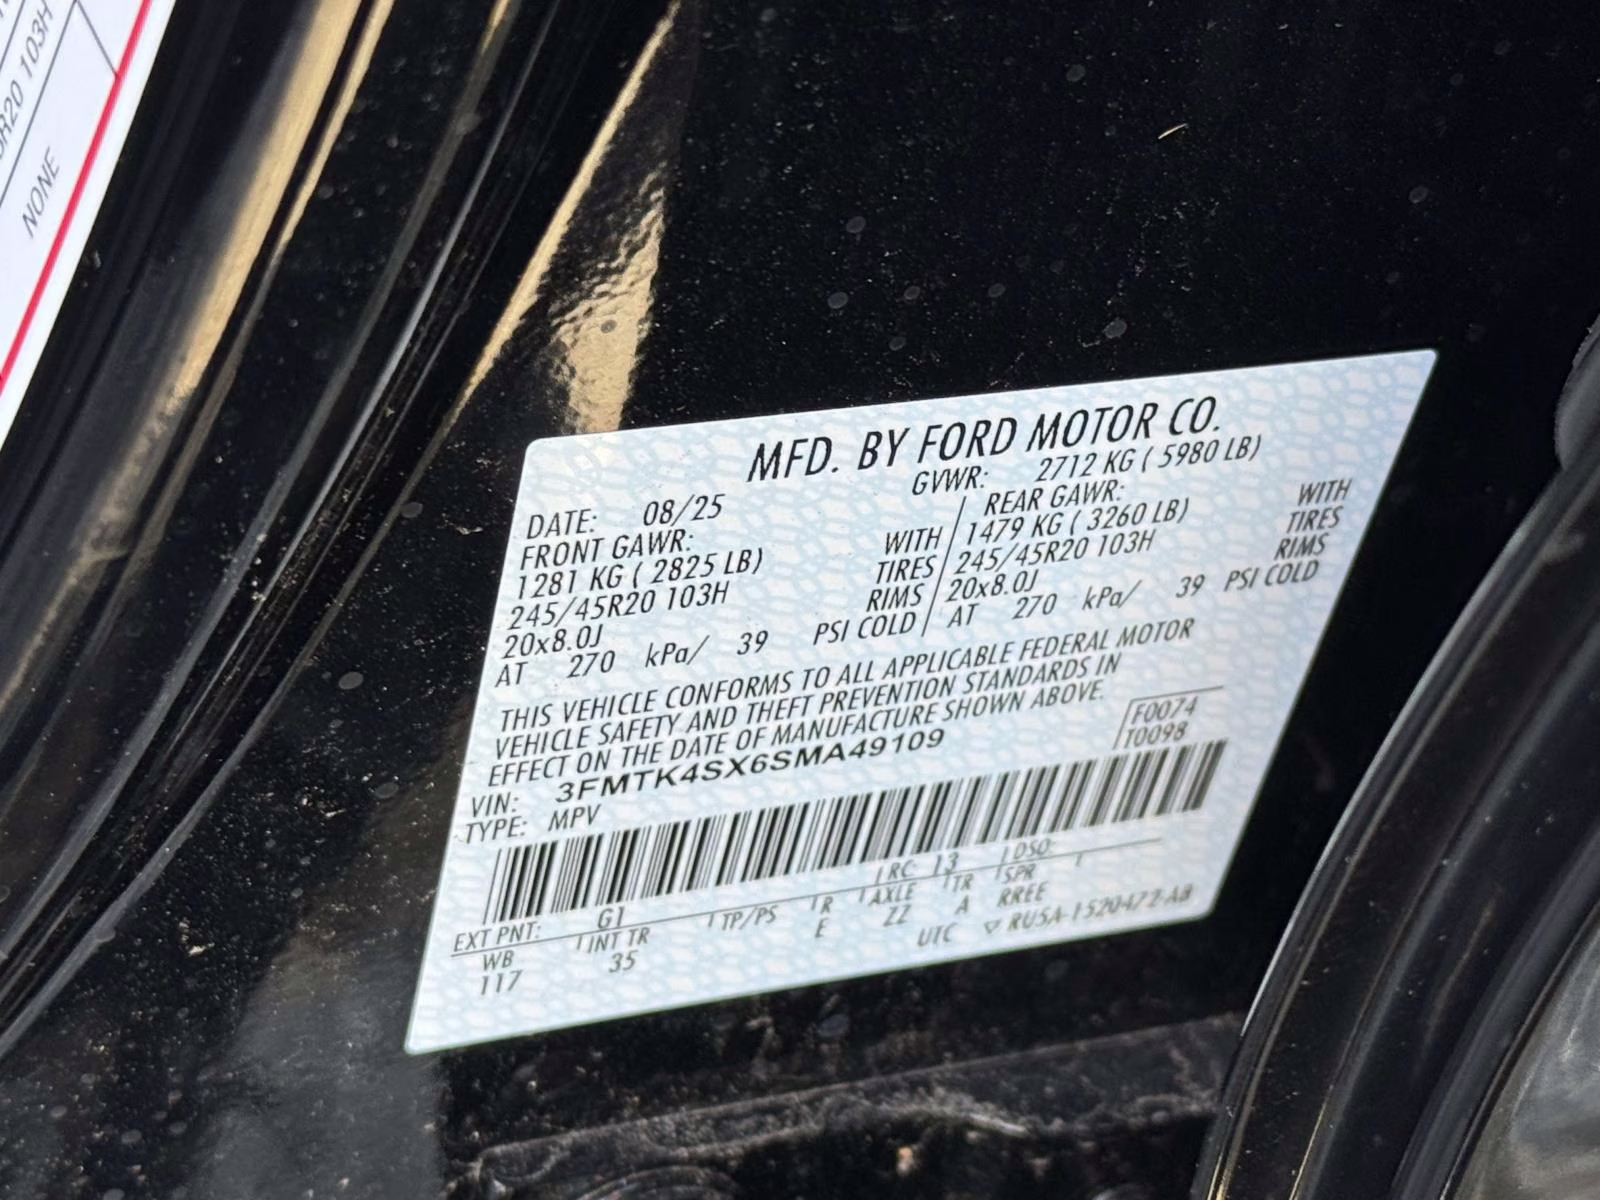 5R20 103H
103H
NONE
MFD. BY FORD MOTOR CO.
DATE: 08/25 GVWR: 2712 KG ( 5980 LB)
FRONT GAWR: REAR GAWR:
1281 KG ( 2825 LB) WITH 1479 KG ( 3260 LB) WITH
245/45R20 103H TIRES 245/45R20 103H TIRES
20x8.0J RIMS 20x8.0J RIMS
AT 270 kPa/ 39 PSI COLD AT 270 kPa/ 39 PSI COLD
THIS VEHICLE CONFORMS TO ALL APPLICABLE FEDERAL MOTOR
VEHICLE SAFETY AND THEFT PREVENTION STANDARDS IN
EFFECT ON THE DATE OF MANUFACTURE SHOWN ABOVE.
VIN: 3FMTK4SX6SMA49109 F0074
TYPE: MPV T0098
EXT PNT: G1 RC: 13 DSO:
WB INT TR TP/PS R AXLE TR SPR
117 35 E ZZ A RREE
UTC ▽ RU5A-1520472-AB